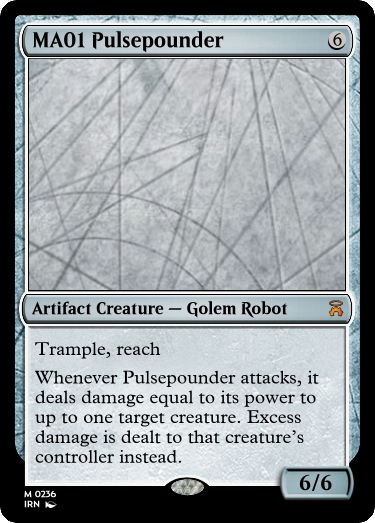 MA01 Pulsepounder 6
Artifact Creature — Golem Robot
Trample, reach
Whenever Pulsepounder attacks, it
deals damage equal to its power to
up to one target creature. Excess
damage is dealt to that creature's
controller instead.
6/6
M 0236
IRN